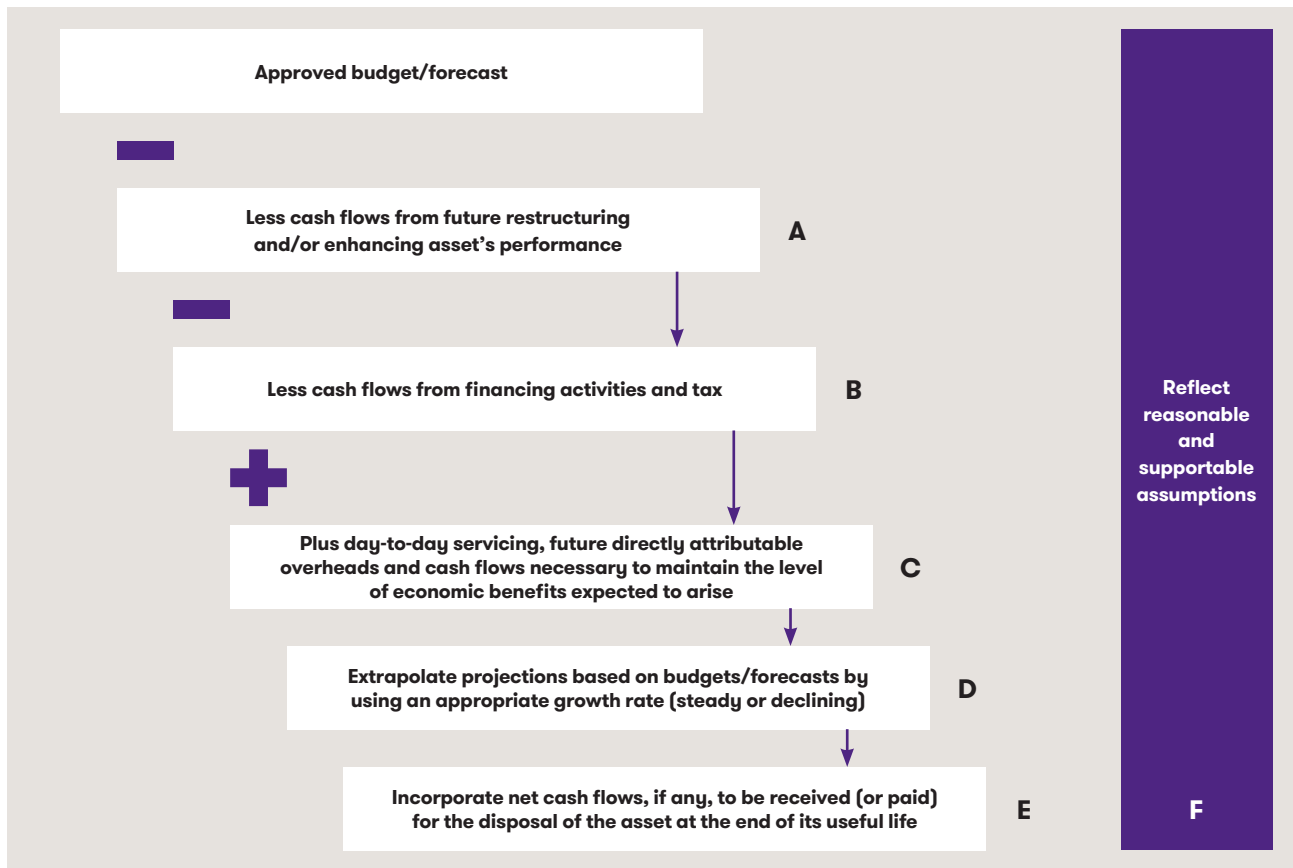 Approved budget/forecast
Less cash flows from future restructuring
and/or enhancing asset's performance
A
Less cash flows from financing activities and tax
B
Plus day-to-day servicing, future directly attributable
overheads and cash flows necessary to maintain the level
of economic benefits expected to arise
C
Extrapolate projections based on budgets/forecasts by
using an appropriate growth rate (steady or declining)
D
Incorporate net cash flows, if any, to be received (or paid)
for the disposal of the asset at the end of its useful life
E
Reflect
reasonable
and
supportable
assumptions
F